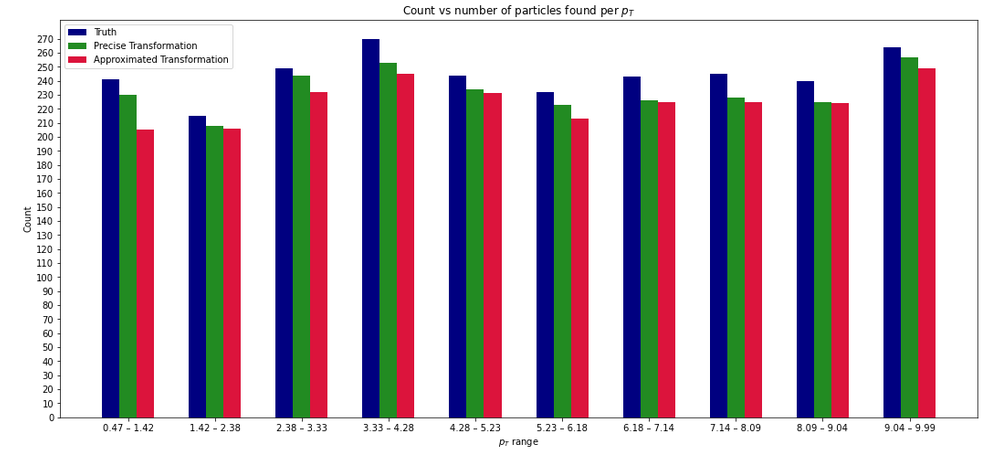 Count vs number of particles found per p_T
Truth
Precise Transformation
Approximated Transformation
270
260
250
240
230
220
210
200
190
180
170
160
150
140
130
120
110
100
90
80
70
60
50
40
30
20
10
0
Count
0.47 – 1.42
1.42 – 2.38
2.38 – 3.33
3.33 – 4.28
4.28 – 5.23
5.23 – 6.18
6.18 – 7.14
7.14 – 8.09
8.09 – 9.04
9.04 – 9.99
p_T range